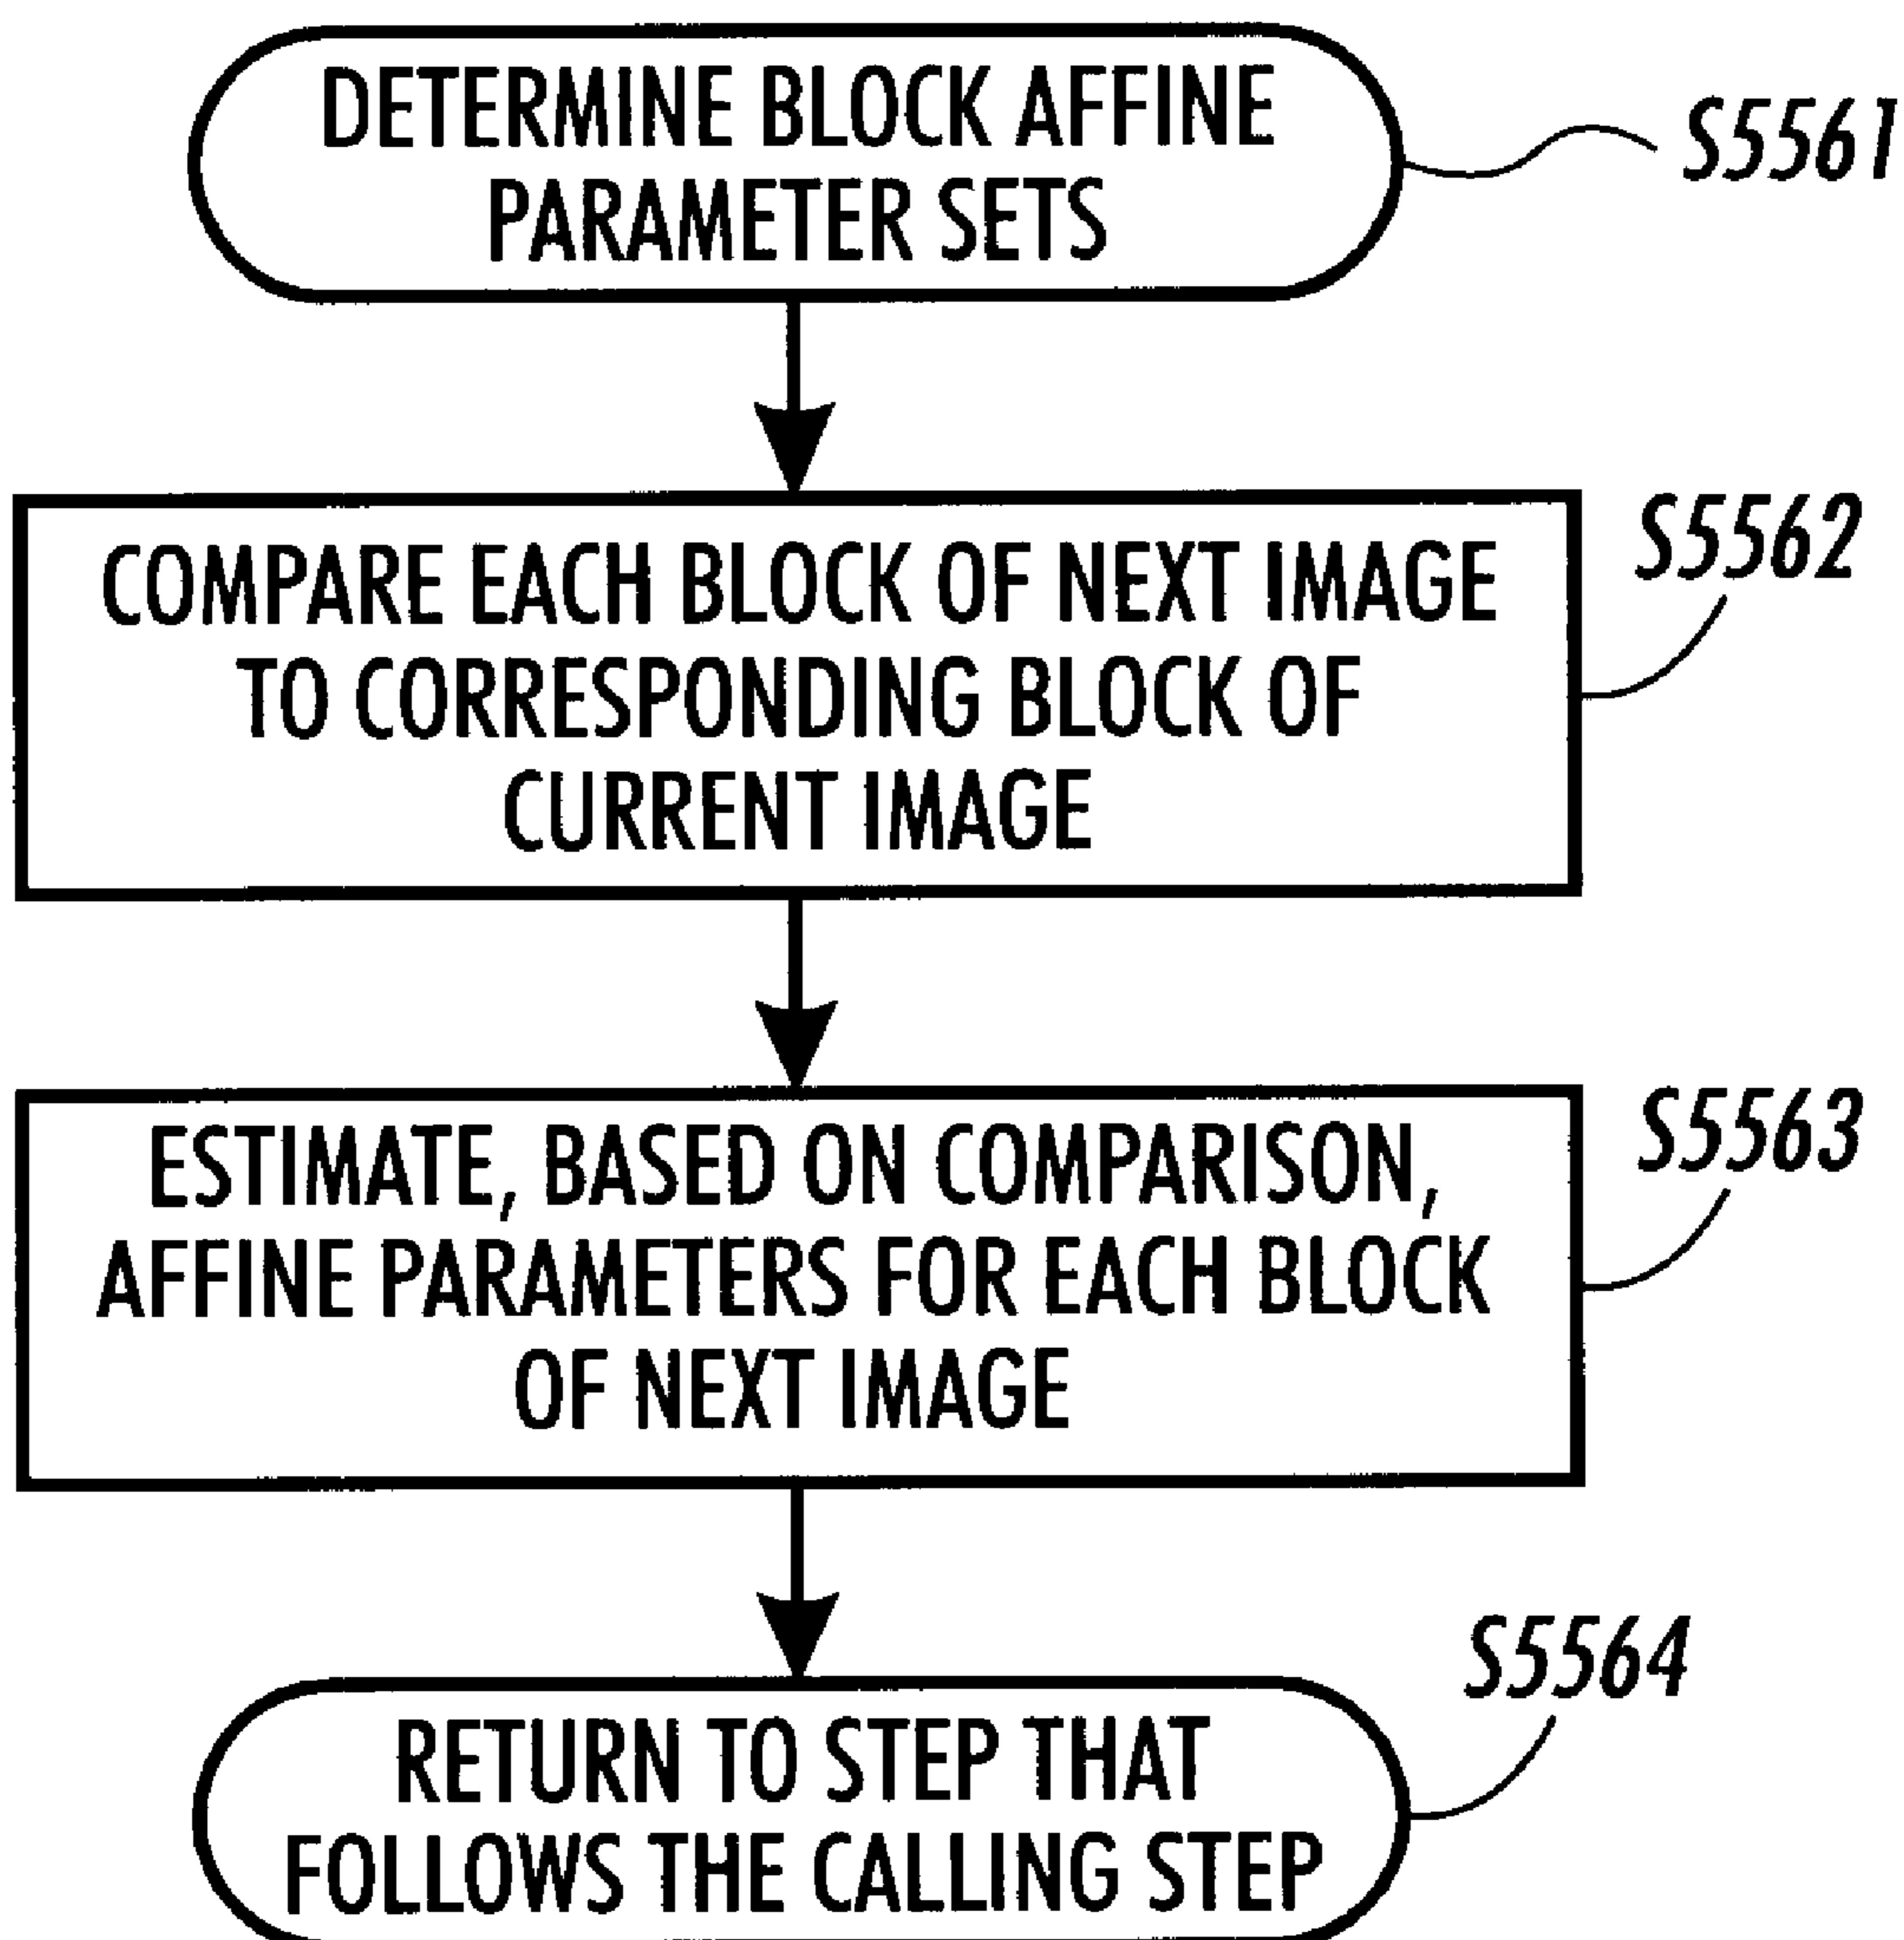 DETERMINE BLOCK AFFINE
PARAMETER SETS
S5561
COMPARE EACH BLOCK OF NEXT IMAGE
TO CORRESPONDING BLOCK OF
CURRENT IMAGE
S5562
ESTIMATE, BASED ON COMPARISON,
AFFINE PARAMETERS FOR EACH BLOCK
OF NEXT IMAGE
S5563
RETURN TO STEP THAT
FOLLOWS THE CALLING STEP
S5564